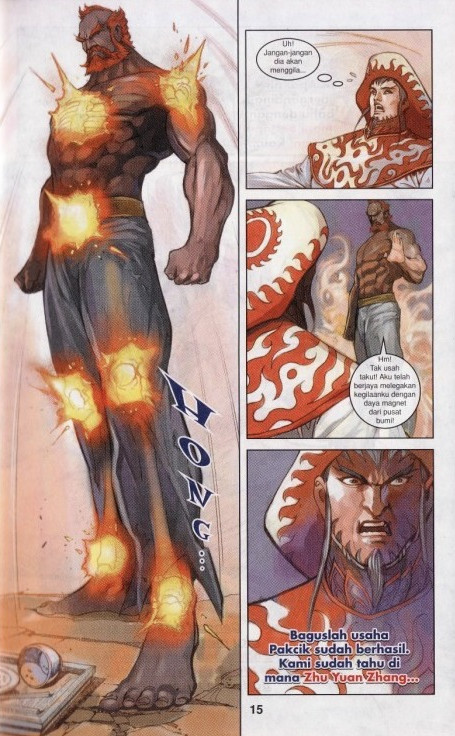 HONG...
Uh!
Jangan-jangan
dia akan
menggila...
Hm!
Tak usah
takut! Aku telah
berjaya melegakan
kegilaanku dengan
daya magnet
dari pusat
bumi!
Baguslah usaha
Pakcik sudah berhasil.
Kami sudah tahu di
mana Zhu Yuan Zhang...
15